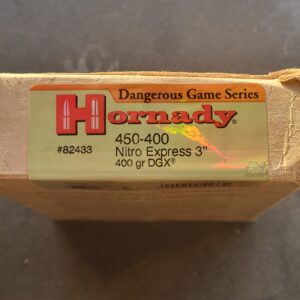 Dangerous Game Series
Hornady®
450-400
#82433
Nitro Express 3"
400 gr DGX®